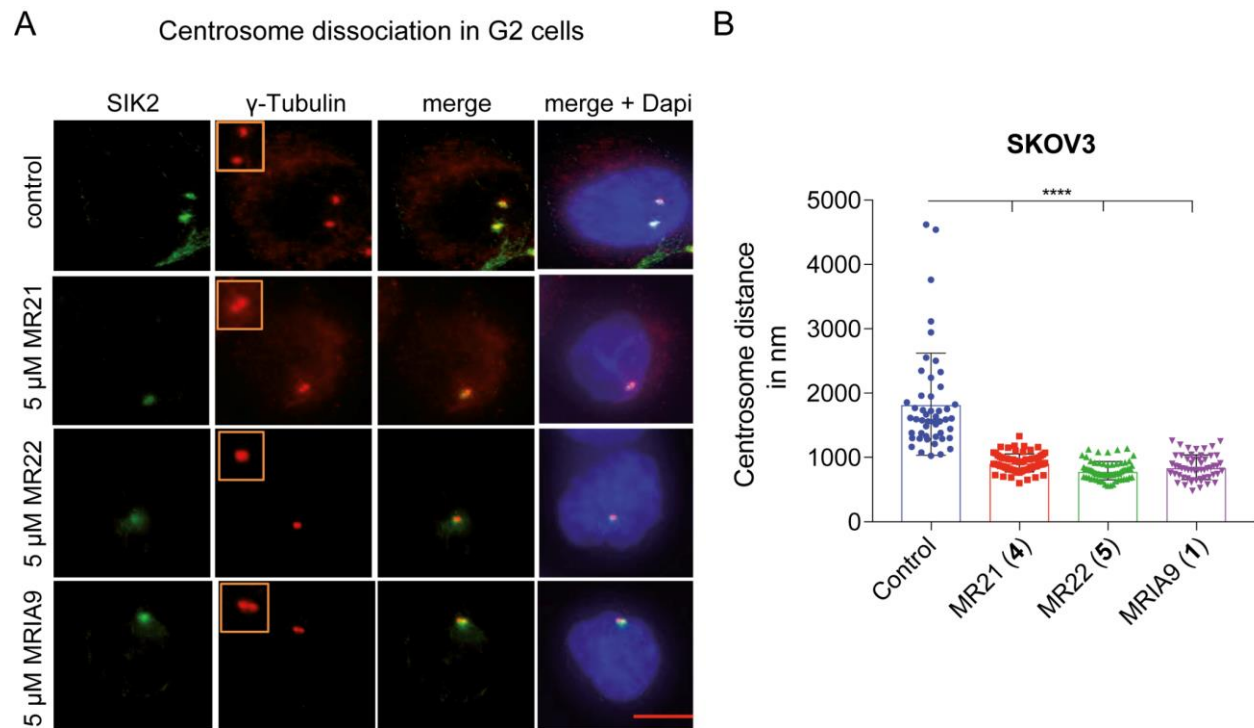 A
Centrosome dissociation in G2 cells
SIK2 γ-Tubulin merge merge + Dapi
control
5 µM MR21
5 µM MR22
5 µM MRIA9
B
SKOV3
****
Centrosome distance
in nm
5000
4000
3000
2000
1000
0
Control
MR21 (4)
MR22 (5)
MRIA9 (1)